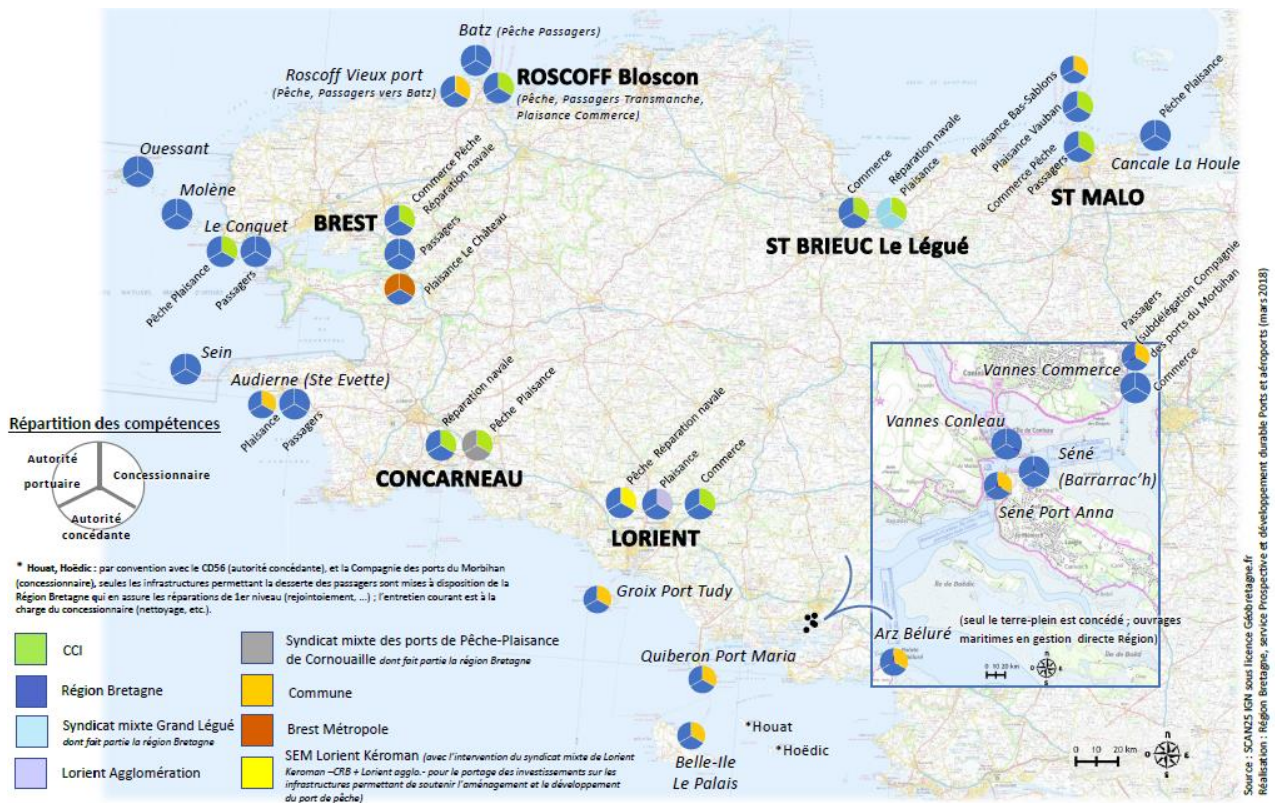 Batz (Pêche Passagers)
Roscoff Vieux port
(Pêche, Passagers vers Batz)
ROSCOFF Bloscon
(Pêche, Passagers Transmanche,
Plaisance Commerce)
Ouessant
Molène
Le Conquet
Pêche Plaisance
Passagers
BREST
Commerce Pêche
Réparation navale
Passagers
Plaisance Le Château
Commerce
Réparation navale
Plaisance
ST BRIEUC Le Légué
Plaisance Bas-Sablons
Plaisance Vauban
Commerce Pêche
Passagers
ST MALO
Pêche Plaisance
Cancale La Houle
Sein
Audierne (Ste Evette)
Plaisance
Passagers
Réparation navale
Pêche Plaisance
CONCARNEAU
Pêche Réparation navale
Plaisance
Commerce
LORIENT
Groix Port Tudy
Quiberon Port Maria
Belle-Ile
Le Palais
*Houat
*Hoëdic
Passagers
(subdélégation Compagnie
des ports du Morbihan
Commerce
Vannes Commerce
Vannes Conleau
Séné
(Barrarrac'h)
Séné Port Anna
Arz Béluré
(seul le terre-plein est concédé ; ouvrages
maritimes en gestion directe Région)
0 10 20 km
n
o
e
s
0 10 20 km
n
o
e
s
Répartition des compétences
Autorité
portuaire
Concessionnaire
Autorité
concédante
* Houat, Hoëdic : par convention avec le CD56 (autorité concédante), et la Compagnie des ports du Morbihan
(concessionnaire), seules les infrastructures permettant la desserte des passagers sont mises à disposition de la
Région Bretagne qui en assure les réparations de 1er niveau (rejointoiement, ...) ; l'entretien courant est à la
charge du concessionnaire (nettoyage, etc.).
CCI
Région Bretagne
Syndicat mixte Grand Légué
dont fait partie la région Bretagne
Lorient Agglomération
Syndicat mixte des ports de Pêche-Plaisance
de Cornouaille dont fait partie la région Bretagne
Commune
Brest Métropole
SEM Lorient Kéroman (avec l'intervention du syndicat mixte de Lorient
Keroman –CRB + Lorient agglo.- pour le portage des investissements sur les
infrastructures permettant de soutenir l'aménagement et le développement
du port de pêche)
Source : SCAN25 IGN sous licence Géobretagne.fr
Réalisation : Région Bretagne, service Prospective et développement durable Ports et aéroports (mars 2018)